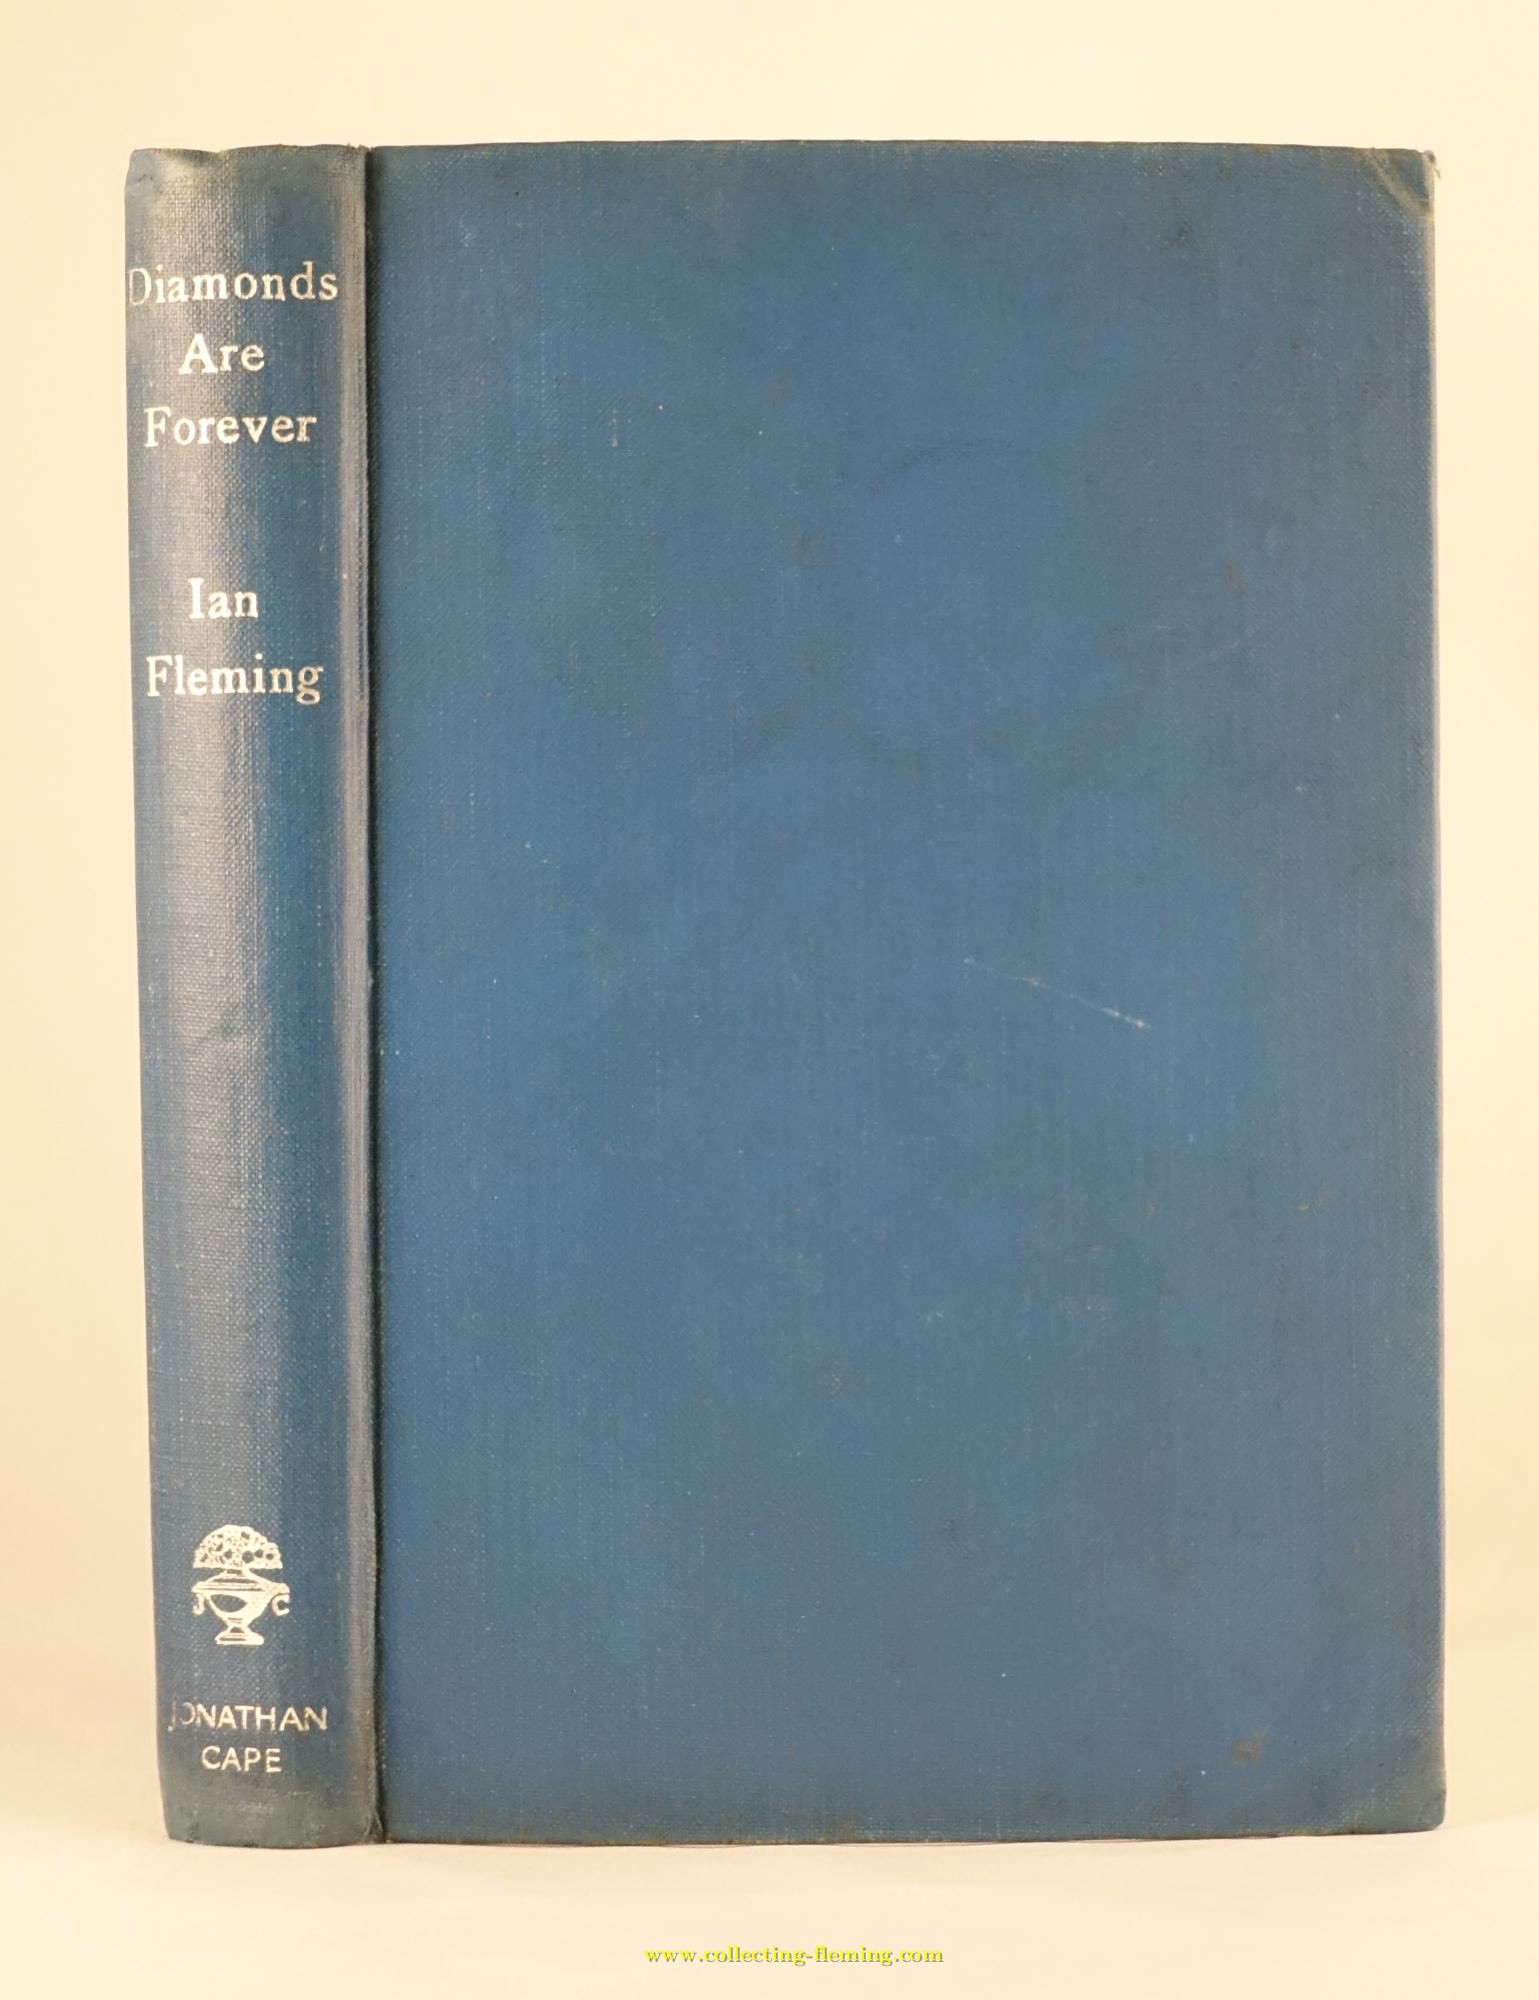 Diamonds
Are
Forever
Ian
Fleming
J C
JONATHAN
CAPE
www.collecting-fleming.com